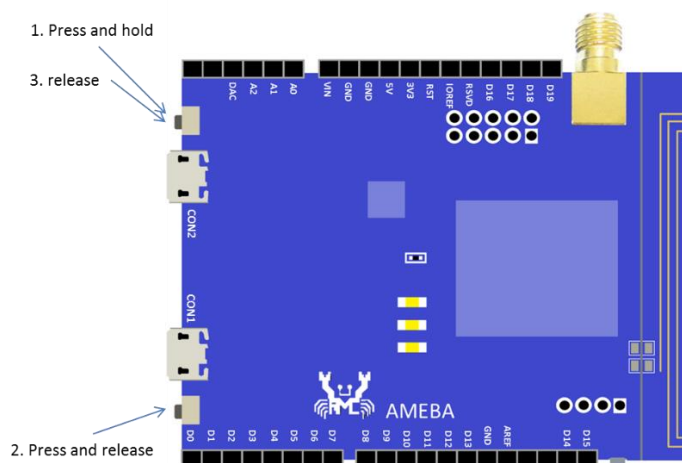 1. Press and hold
3. release
DAC
A2
A1
A0
VIN
GND
GND
5V
3V3
RST
IOREF
RSVD
D16
D17
D18
D19
CON2
CON1
AMEBA
2. Press and release
D0
D1
D2
D3
D4
D5
D6
D7
D8
D9
D10
D11
D12
D13
GND
AREF
D14
D15